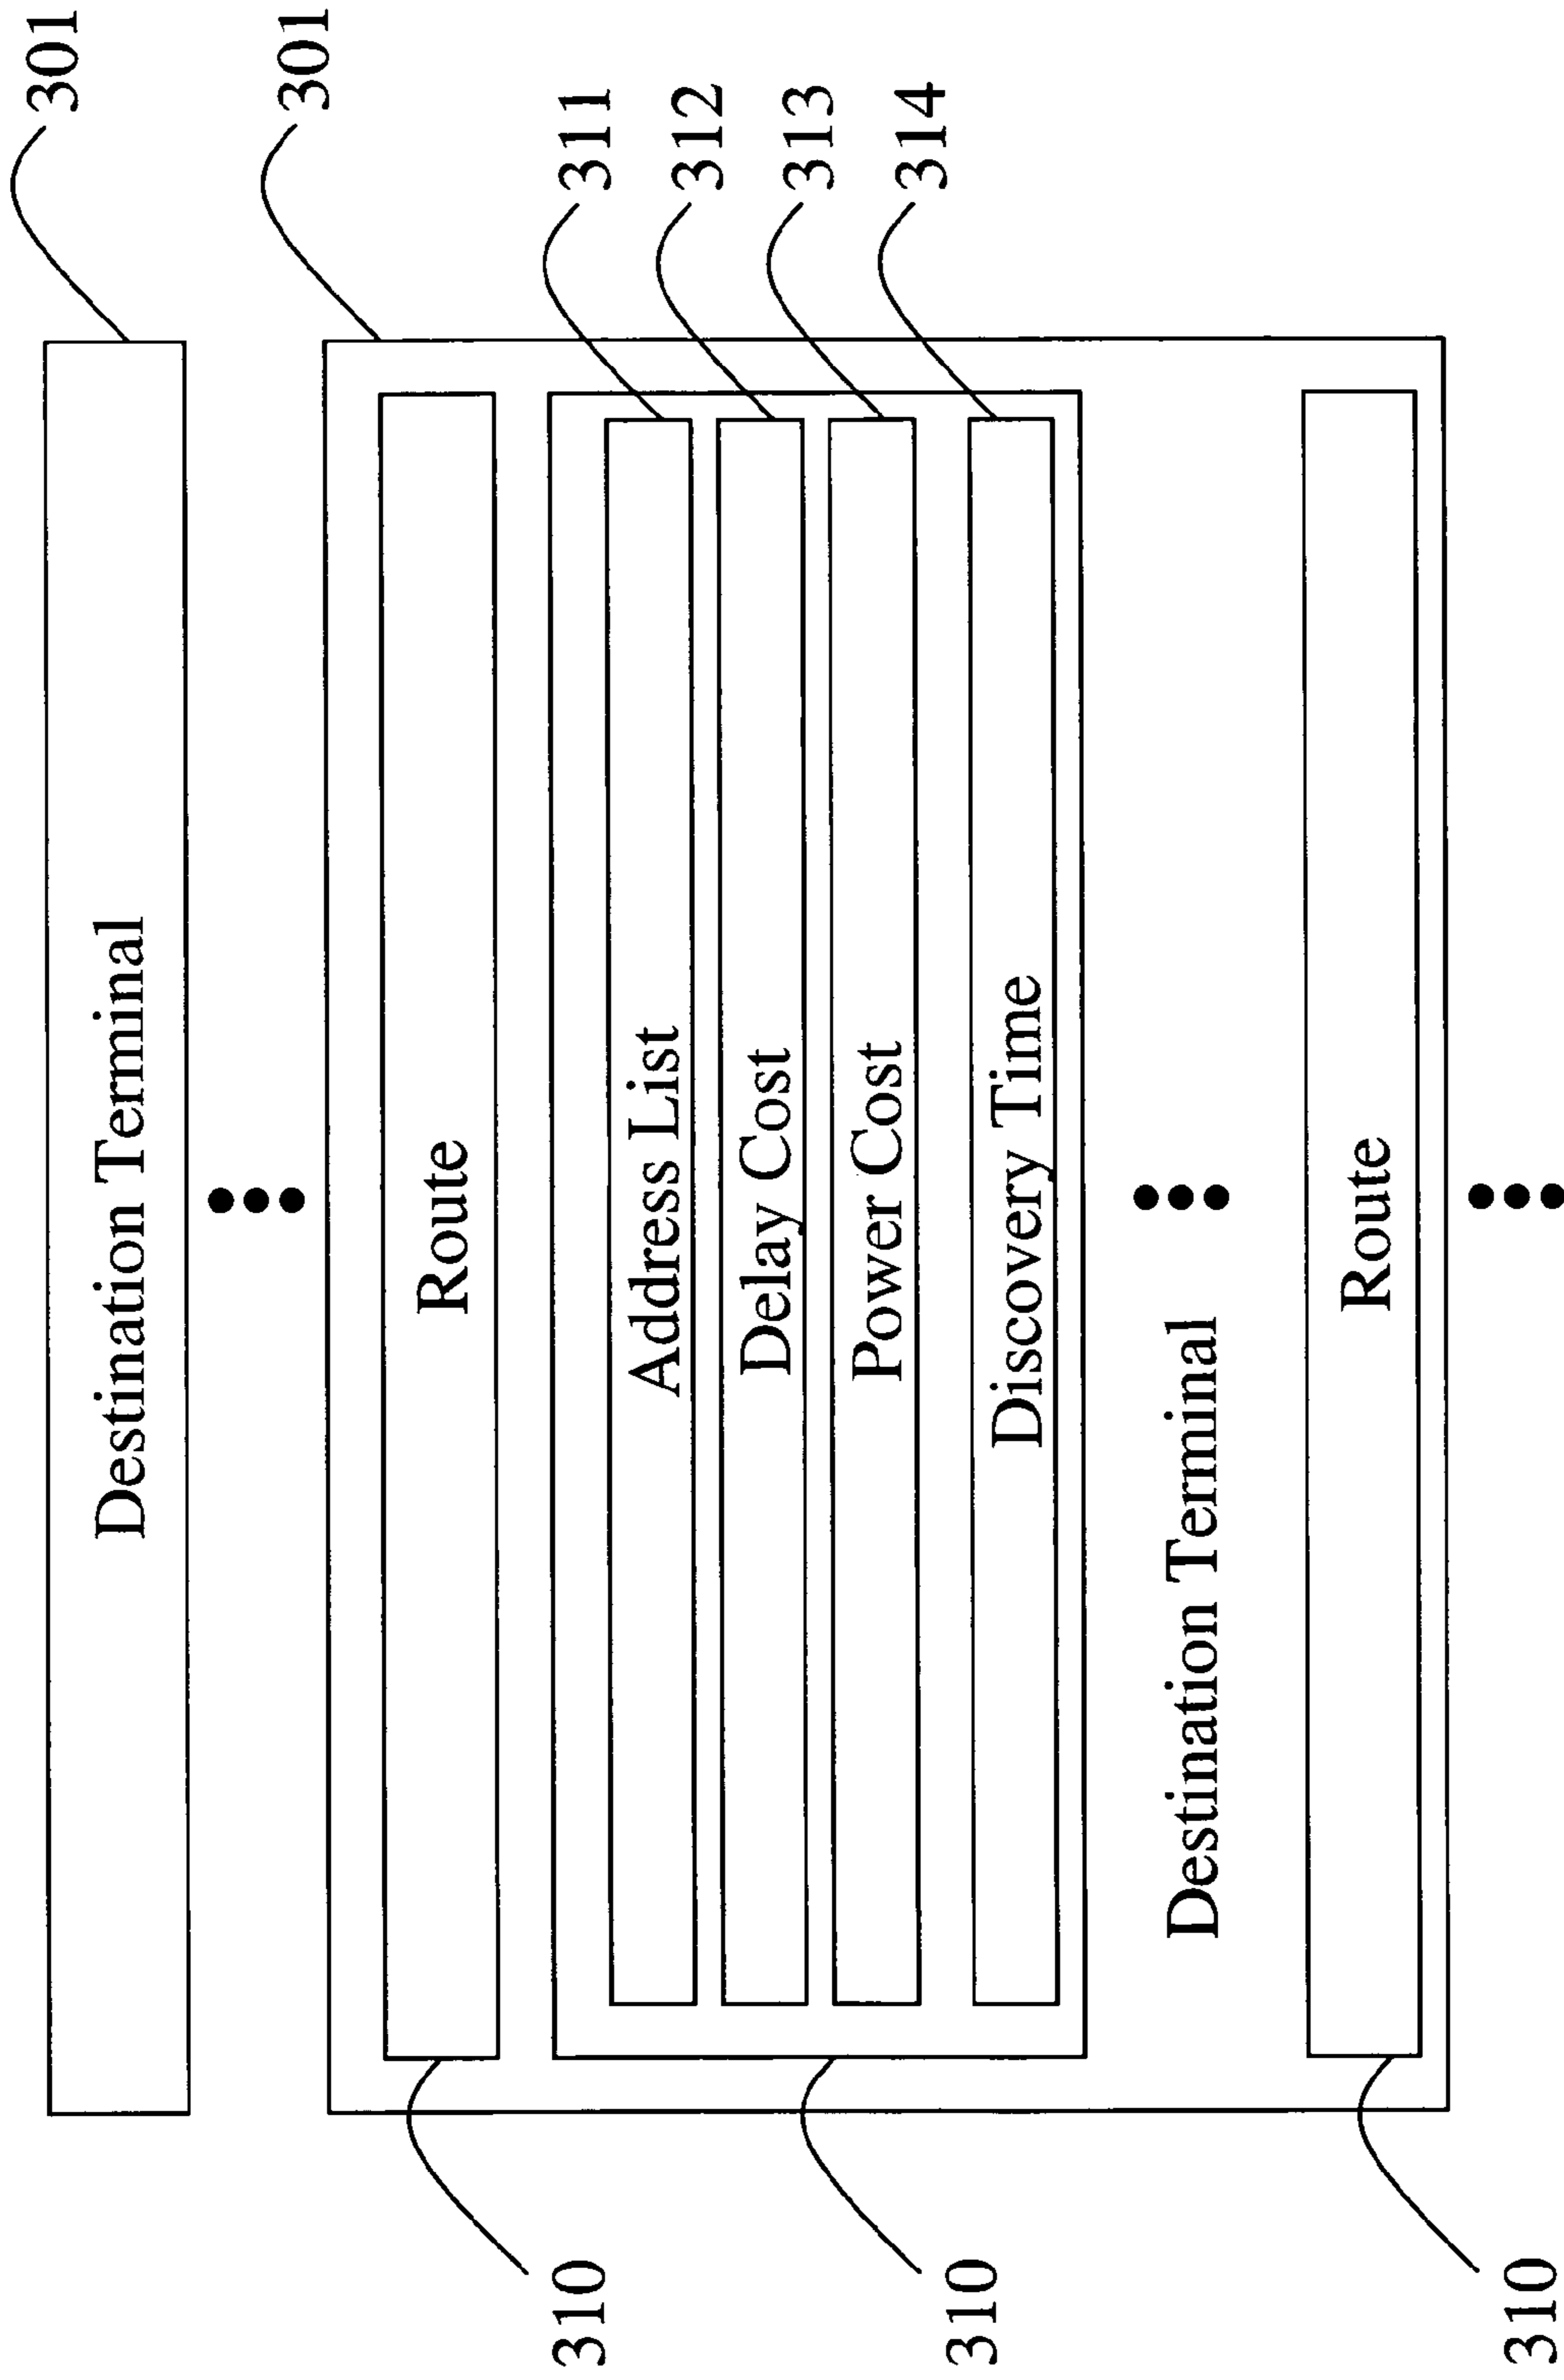 Destination Terminal
301
301
Route
310
311
Address List
312
Delay Cost
313
Power Cost
314
Discovery Time
310
Destination Terminal
Route
310